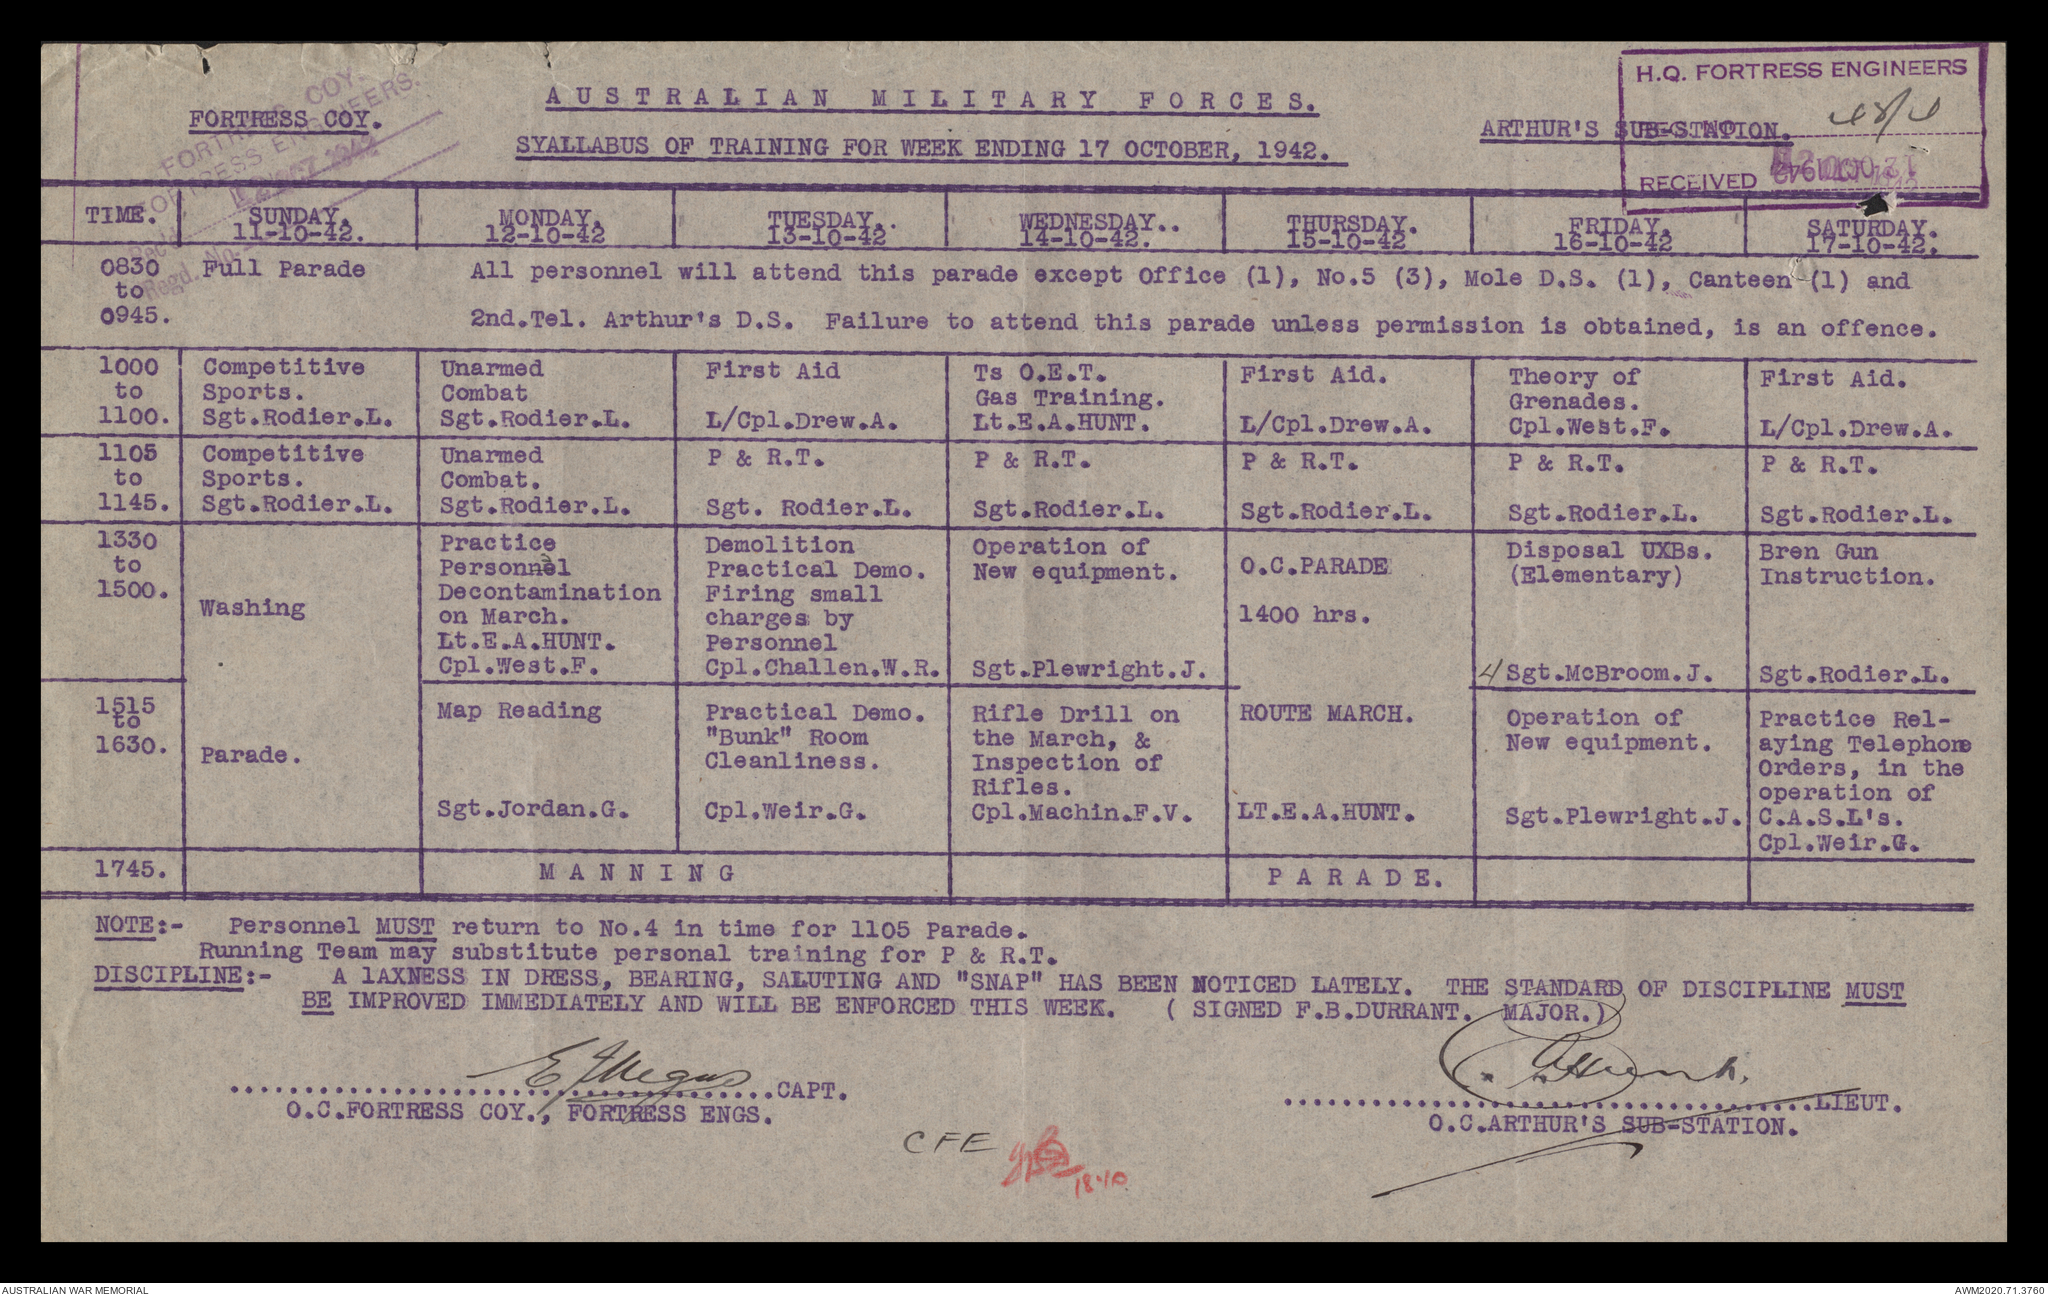 FORTRESS COY.
AUSTRALIAN MILITARY FORCES.
SYALLABUS OF TRAINING FOR WEEK ENDING 17 OCTOBER, 1942.
ARTHUR'S SUB-STATION.
FORTRESS COY.
FORTRESS ENGINEERS.
Regd. No.
H.Q. FORTRESS ENGINEERS
RECEIVED
TIME. SUNDAY. MONDAY. TUESDAY.. WEDNESDAY.. THURSDAY. FRIDAY. SATURDAY.
11-10-42. 12-10-42 13-10-42 14-10-42. 15-10-42 16-10-42 17-10-42.
0830 Full Parade All personnel will attend this parade except Office (1), No.5 (3), Mole D.S. (1), Canteen (1) and
to
0945. 2nd.Tel. Arthur's D.S. Failure to attend this parade unless permission is obtained, is an offence.
1000 Competitive Unarmed First Aid Ts O.E.T. First Aid. Theory of First Aid.
to Sports. Combat Gas Training. Grenades.
1100. Sgt.Rodier.L. Sgt.Rodier.L. L/Cpl.Drew.A. Lt.E.A.HUNT. L/Cpl.Drew.A. Cpl.West.F. L/Cpl.Drew.A.
1105 Competitive Unarmed P & R.T. P & R.T. P & R.T. P & R.T. P & R.T.
to Sports. Combat.
1145. Sgt.Rodier.L. Sgt.Rodier.L. Sgt. Rodier.L. Sgt.Rodier.L. Sgt.Rodier.L. Sgt.Rodier.L. Sgt.Rodier.L.
1330 Practice Demolition Operation of Disposal UXBs. Bren Gun
to Personnel Practical Demo. New equipment. O.C.PARADE (Elementary) Instruction.
1500. Decontamination Firing small
Washing on March. charges by 1400 hrs.
Lt.E.A.HUNT. Personnel
Cpl.West.F. Cpl.Challen.W.R. Sgt.Plewright.J. 4 Sgt.McBroom.J. Sgt.Rodier.L.
1515 Map Reading Practical Demo. Rifle Drill on ROUTE MARCH. Operation of Practice Rel-
to "Bunk" Room the March, & New equipment. aying Telephone
1630. Parade. Cleanliness. Inspection of Orders, in the
Rifles. operation of
Sgt.Jordan.G. Cpl.Weir.G. Cpl.Machin.F.V. LT.E.A.HUNT. Sgt.Plewright.J. C.A.S.L's.
Cpl.Weir.G.
1745. MANNING PARADE.
NOTE:- Personnel MUST return to No.4 in time for 1105 Parade.
Running Team may substitute personal training for P & R.T.
DISCIPLINE:- A lAXNESS IN DRESS, BEARING, SALUTING AND "SNAP" HAS BEEN NOTICED LATELY. THE STANDARD OF DISCIPLINE MUST
BE IMPROVED IMMEDIATELY AND WILL BE ENFORCED THIS WEEK. ( SIGNED F.B.DURRANT. MAJOR.)
CAPT.
O.C.FORTRESS COY., FORTRESS ENGS.
LIEUT.
O.C.ARTHUR'S SUB-STATION.
CFE
18.10
AUSTRALIAN WAR MEMORIAL
AWM2020.71.3760